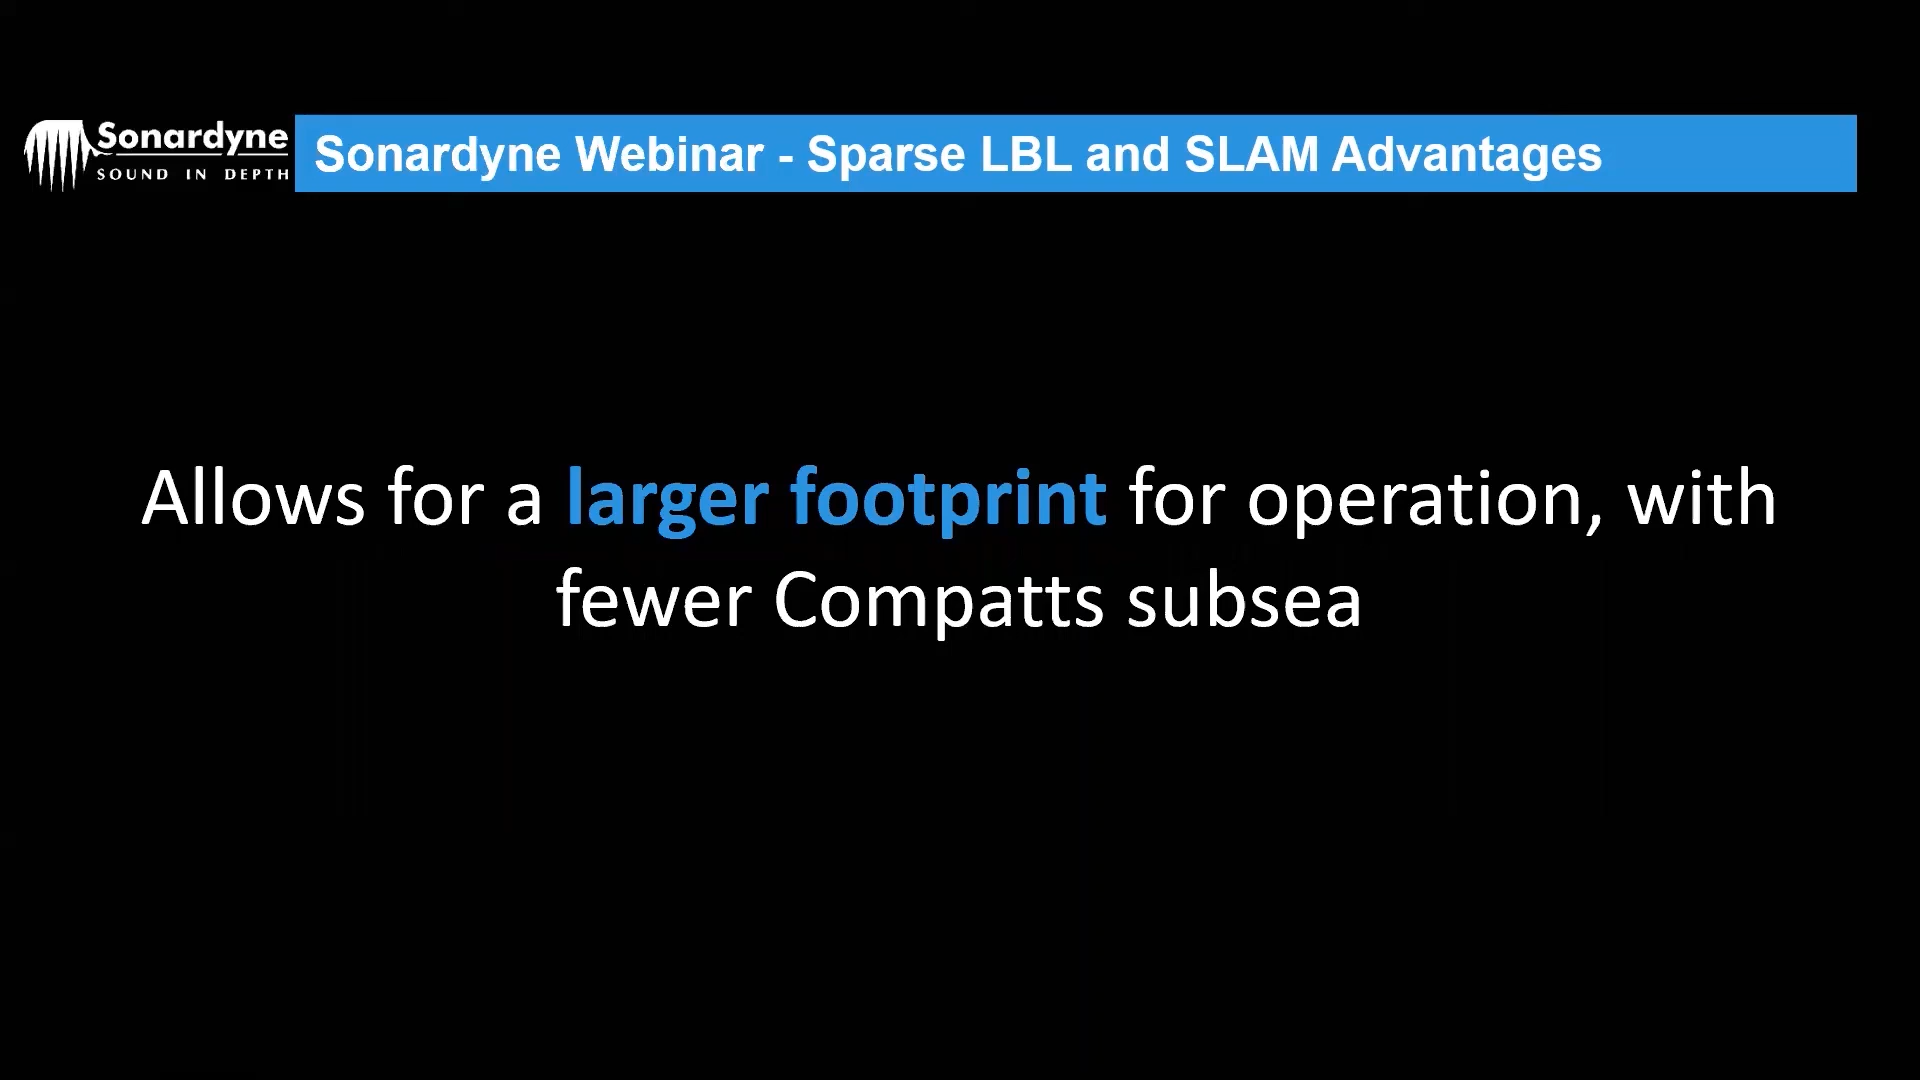 Sonardyne
SOUND IN DEPTH
Sonardyne Webinar - Sparse LBL and SLAM Advantages
Allows for a larger footprint for operation, with
fewer Compatts subsea